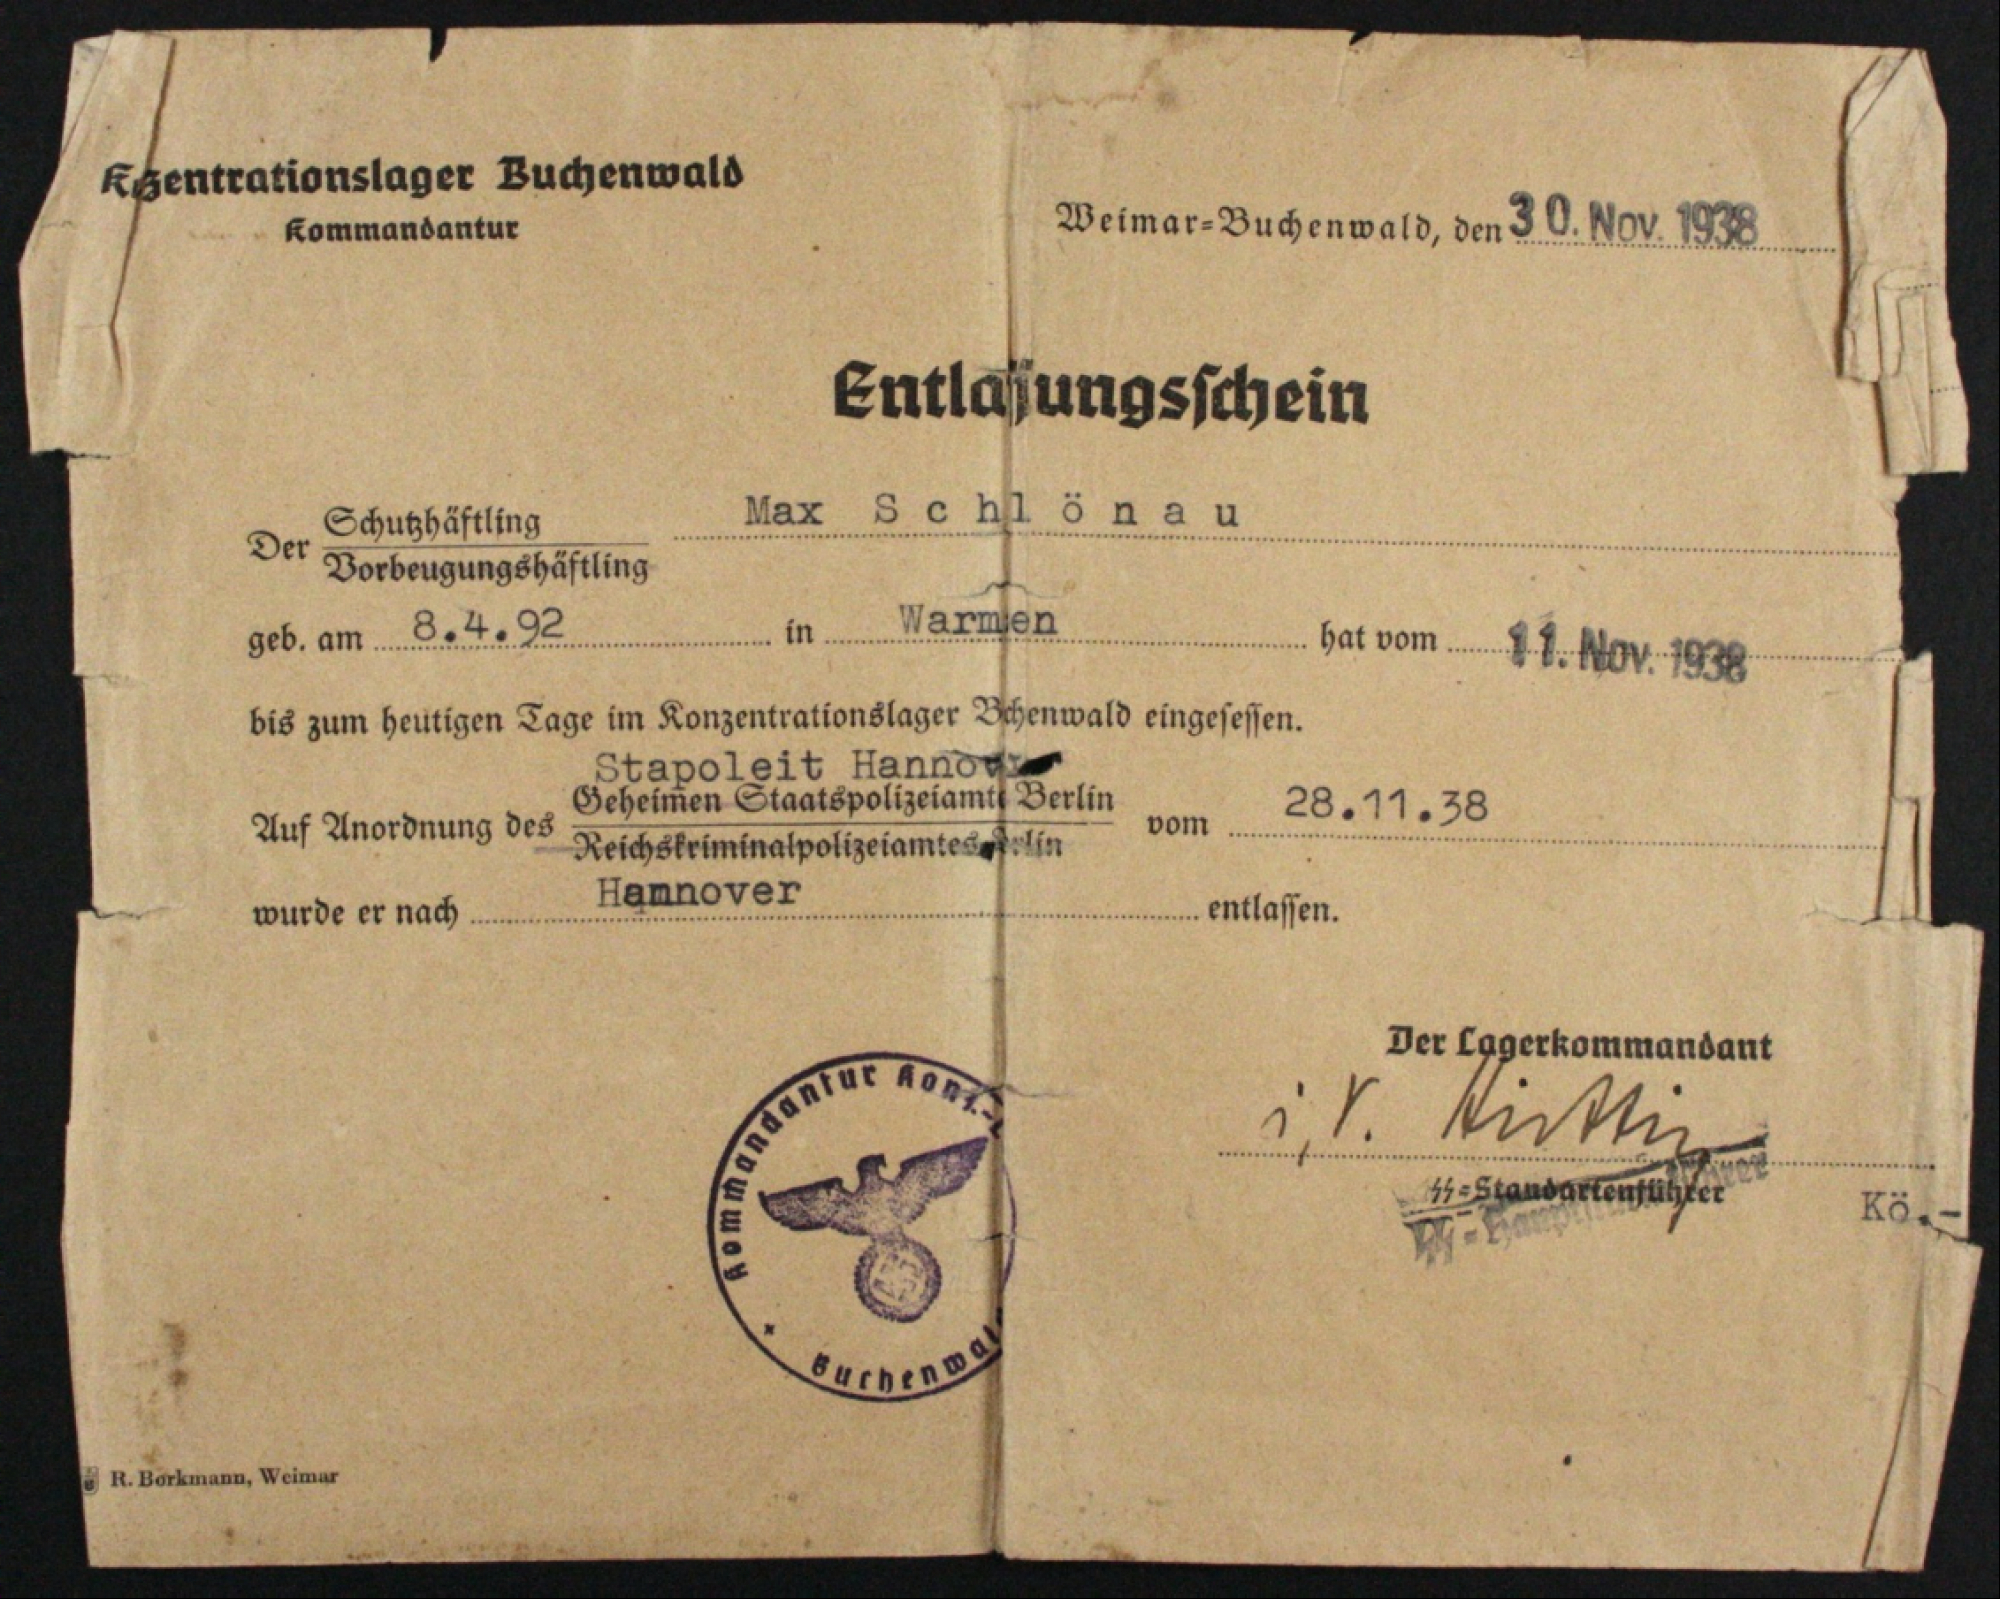 Kzentrationslager Buchenwald
Kommandantur
Weimar-Buchenwald, den 30. Nov. 1938
Entlassungsschein
Der Schutzhäftling Max Schlönau
Vorbeugungshäftling
geb. am 8.4.92 in Warmen hat vom 11. Nov. 1938
bis zum heutigen Tage im Konzentrationslager Bchenwald eingesessen.
Stapoleit Hannover
Auf Anordnung des Geheimen Staatspolizeiamts Berlin vom 28.11.38
Reichskriminalpolizeiamtes
wurde er nach Hannover entlassen.
Der Lagerkommandant
i.V.
SS-Standartenführer
Kö.-
Kommandantur Konz.-L
Buchenwald
R. Borkmann, Weimar